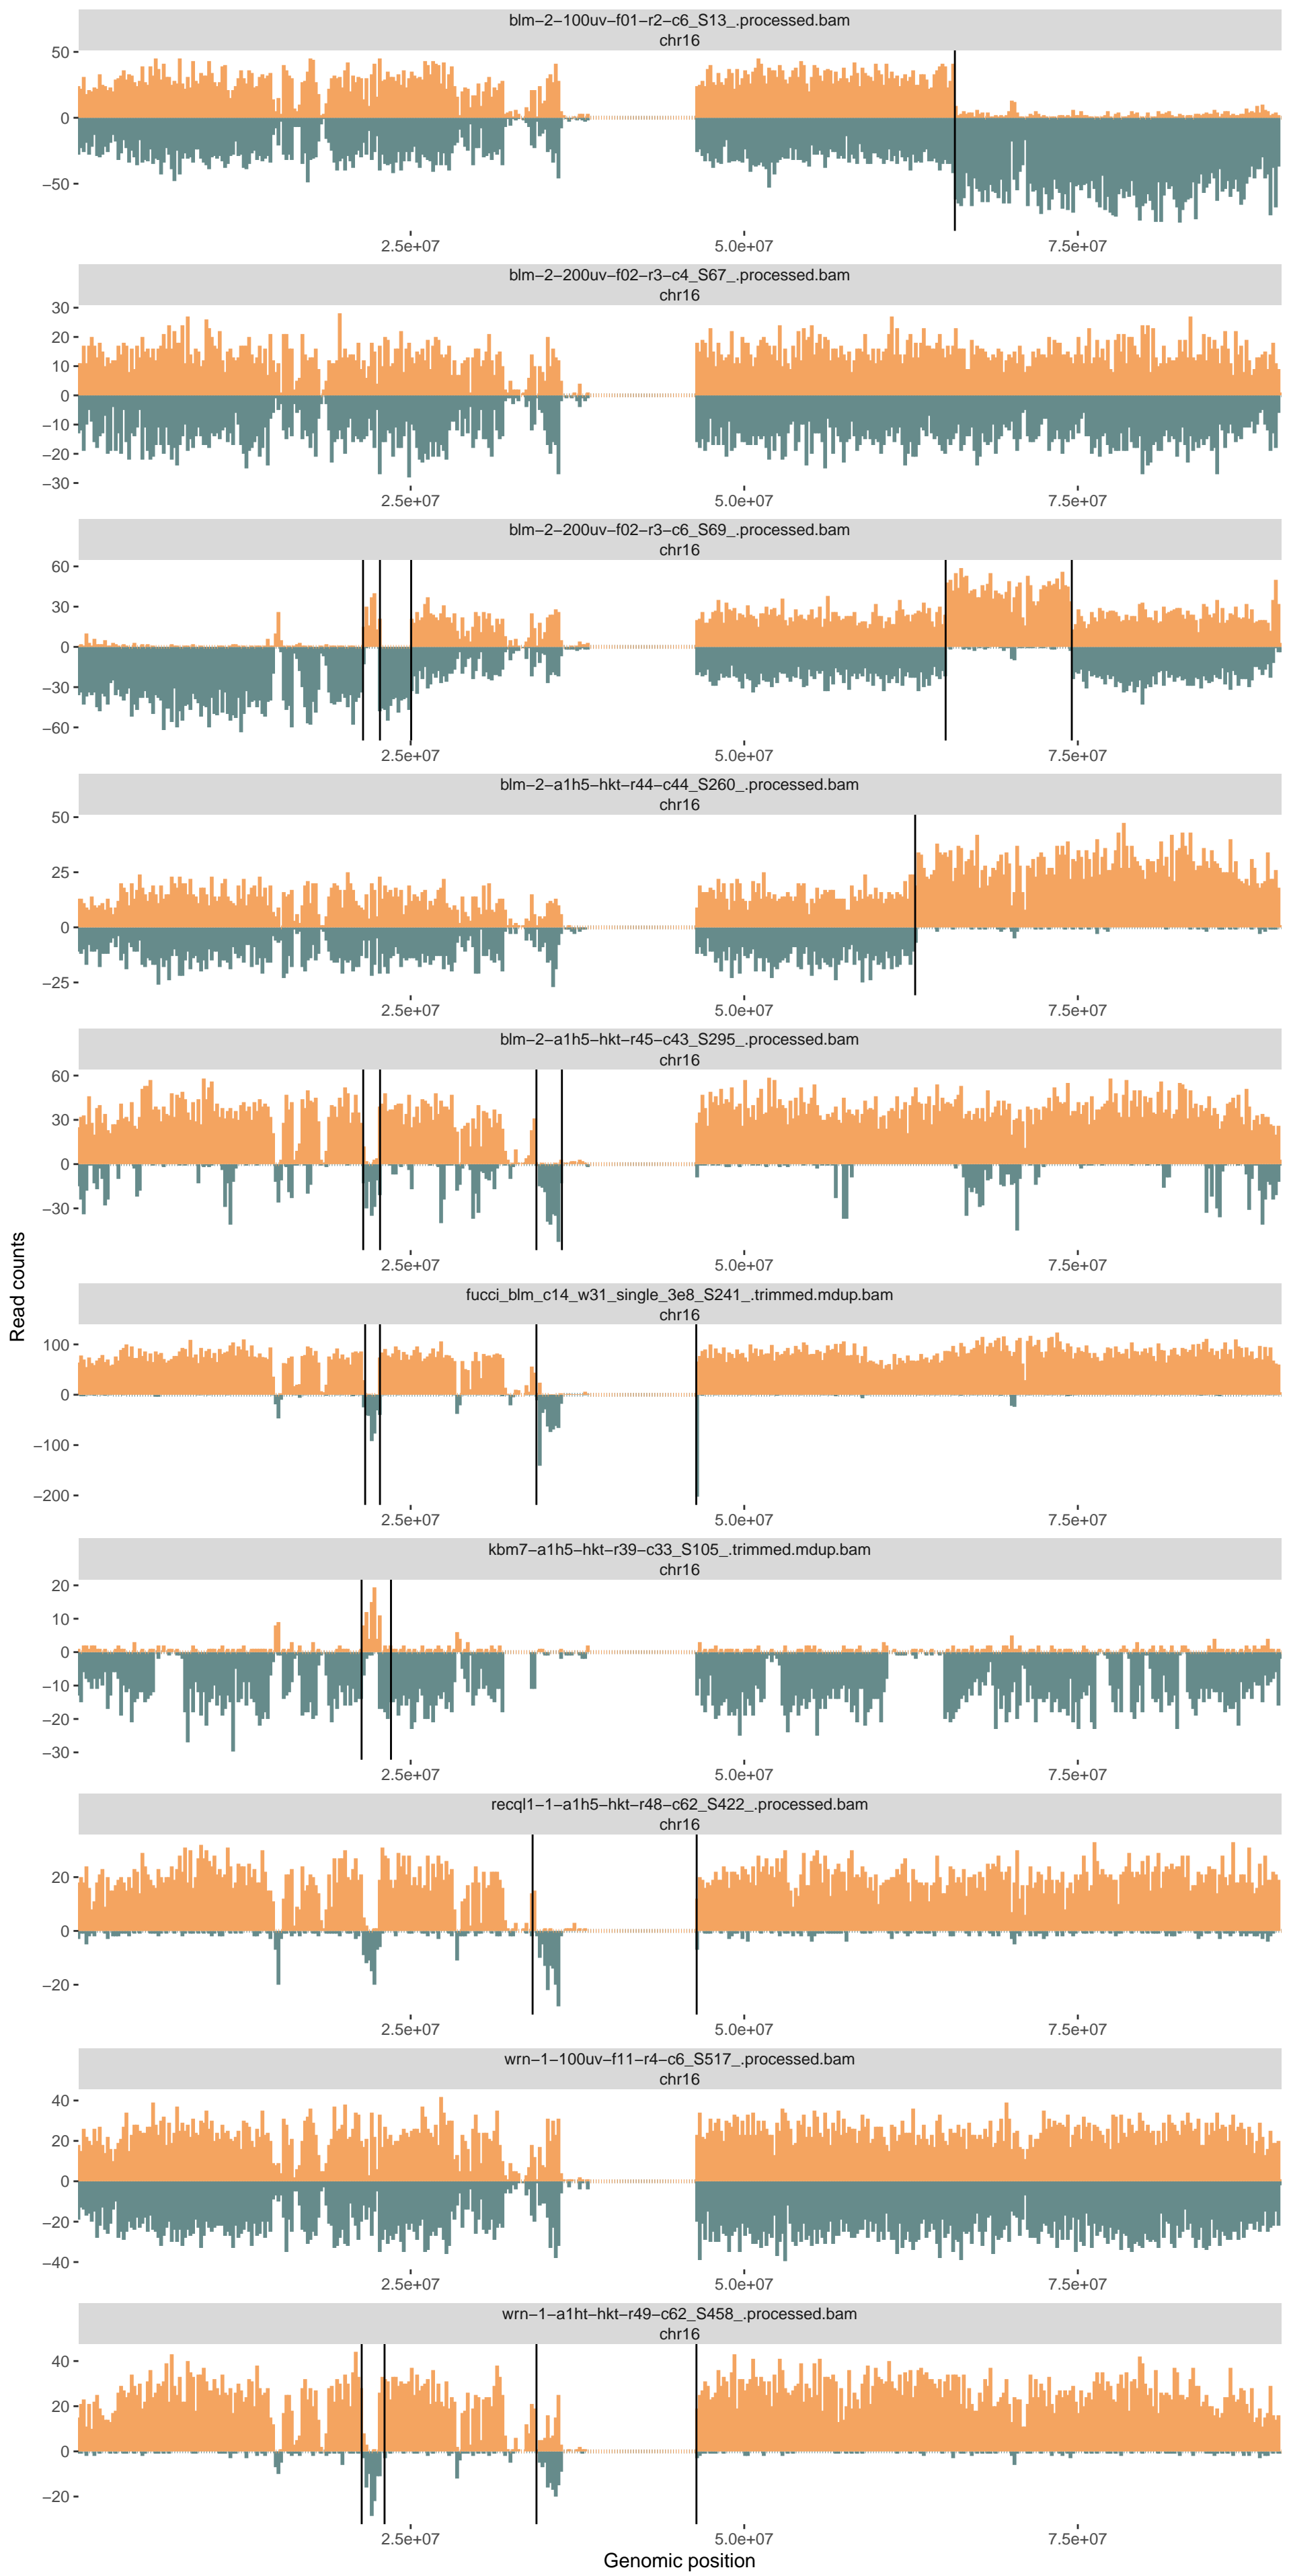 blm−2−100uv−f01−r2−c6_S13_.processed.bam
chr16
50
0
−50
2.5e+07 5.0e+07 7.5e+07
blm−2−200uv−f02−r3−c4_S67_.processed.bam
chr16
30
20
10
0
−10
−20
−30
2.5e+07 5.0e+07 7.5e+07
blm−2−200uv−f02−r3−c6_S69_.processed.bam
chr16
60
30
0
−30
−60
2.5e+07 5.0e+07 7.5e+07
blm−2−a1h5−hkt−r44−c44_S260_.processed.bam
chr16
50
25
0
−25
2.5e+07 5.0e+07 7.5e+07
blm−2−a1h5−hkt−r45−c43_S295_.processed.bam
chr16
60
30
0
−30
2.5e+07 5.0e+07 7.5e+07
Read counts
fucci_blm_c14_w31_single_3e8_S241_.trimmed.mdup.bam
chr16
100
0
−100
−200
2.5e+07 5.0e+07 7.5e+07
kbm7−a1h5−hkt−r39−c33_S105_.trimmed.mdup.bam
chr16
20
10
0
−10
−20
−30
2.5e+07 5.0e+07 7.5e+07
recql1−1−a1h5−hkt−r48−c62_S422_.processed.bam
chr16
20
0
−20
2.5e+07 5.0e+07 7.5e+07
wrn−1−100uv−f11−r4−c6_S517_.processed.bam
chr16
40
20
0
−20
−40
2.5e+07 5.0e+07 7.5e+07
wrn−1−a1ht−hkt−r49−c62_S458_.processed.bam
chr16
40
20
0
−20
2.5e+07 5.0e+07 7.5e+07
Genomic position